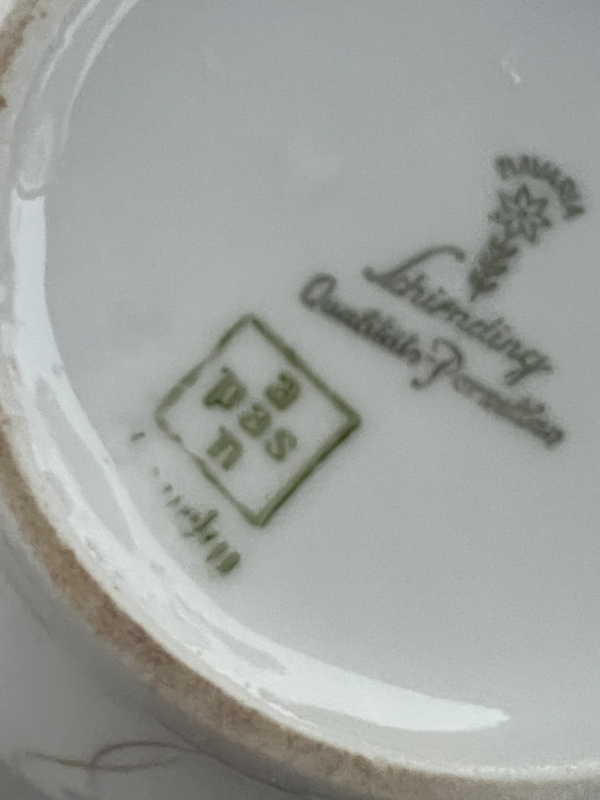 BAVARIA
Schirnding
Qualitäts-Porzellan
a
pas
n